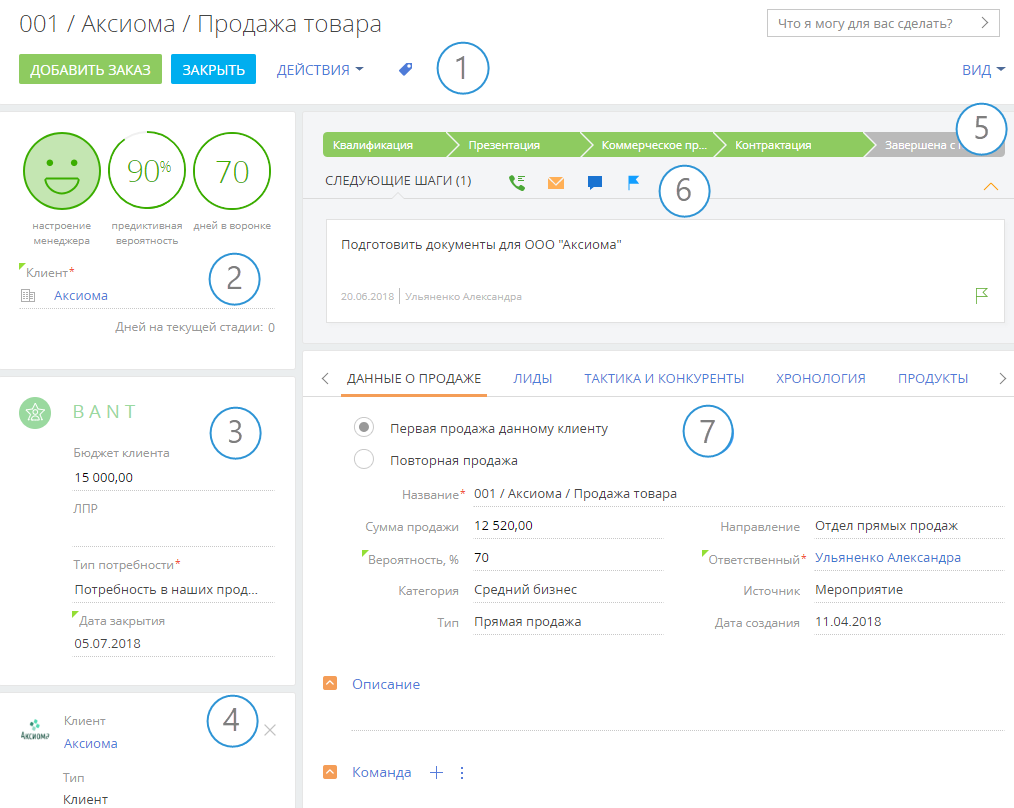 001 / Аксиома / Продажа товара
Что я могу для вас сделать?
ДОБАВИТЬ ЗАКАЗ
ЗАКРЫТЬ
ДЕЙСТВИЯ
1
ВИД
90%
70
настроение
менеджера
предиктивная
вероятность
дней в воронке
Клиент*
Аксиома
2
Дней на текущей стадии: 0
BANT
3
Бюджет клиента
15 000,00
ЛПР
Тип потребности*
Потребность в наших прод...
Дата закрытия
05.07.2018
Аксиома
Клиент
Аксиома
4
Тип
Клиент
Квалификация
Презентация
Коммерческое пр...
Контрактация
Завершена с
5
СЛЕДУЮЩИЕ ШАГИ (1)
6
Подготовить документы для ООО "Аксиома"
20.06.2018
Ульяненко Александра
ДАННЫЕ О ПРОДАЖЕ
ЛИДЫ
ТАКТИКА И КОНКУРЕНТЫ
ХРОНОЛОГИЯ
ПРОДУКТЫ
Первая продажа данному клиенту
7
Повторная продажа
Название* 001 / Аксиома / Продажа товара
Сумма продажи 12 520,00
Направление Отдел прямых продаж
Вероятность, % 70
Ответственный* Ульяненко Александра
Категория Средний бизнес
Источник Мероприятие
Тип Прямая продажа
Дата создания 11.04.2018
Описание
Команда